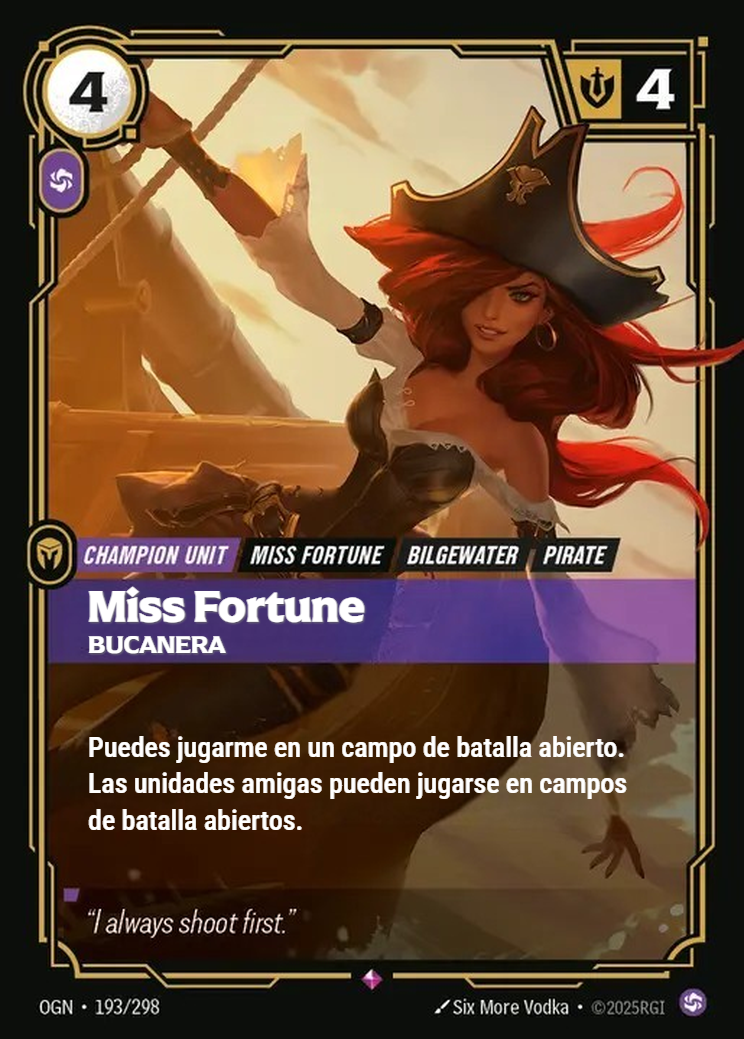 4
4
CHAMPION UNIT MISS FORTUNE BILGEWATER PIRATE
Miss Fortune
BUCANERA
Puedes jugarme en un campo de batalla abierto.
Las unidades amigas pueden jugarse en campos
de batalla abiertos.
“I always shoot first.”
OGN • 193/298 Six More Vodka • ©2025RGI